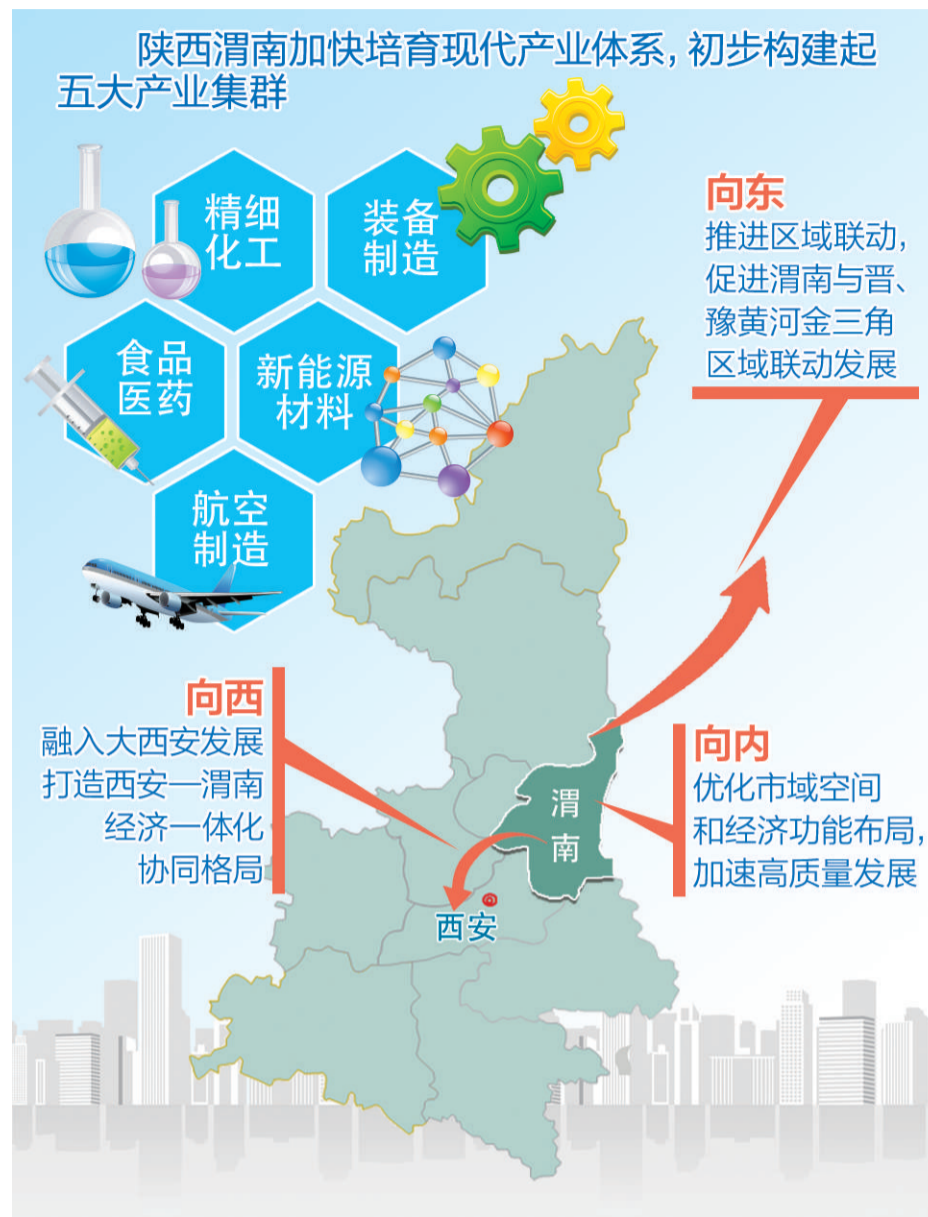 陕西渭南加快培育现代产业体系,初步构建起
五大产业集群
精细
化工
装备
制造
食品
医药
新能源
材料
航空
制造
向东
推进区域联动,
促进渭南与晋、
豫黄河金三角
区域联动发展
向西
融入大西安发展
打造西安—渭南
经济一体化
协同格局
向内
优化市域空间
和经济功能布局,
加速高质量发展
渭
南
西安